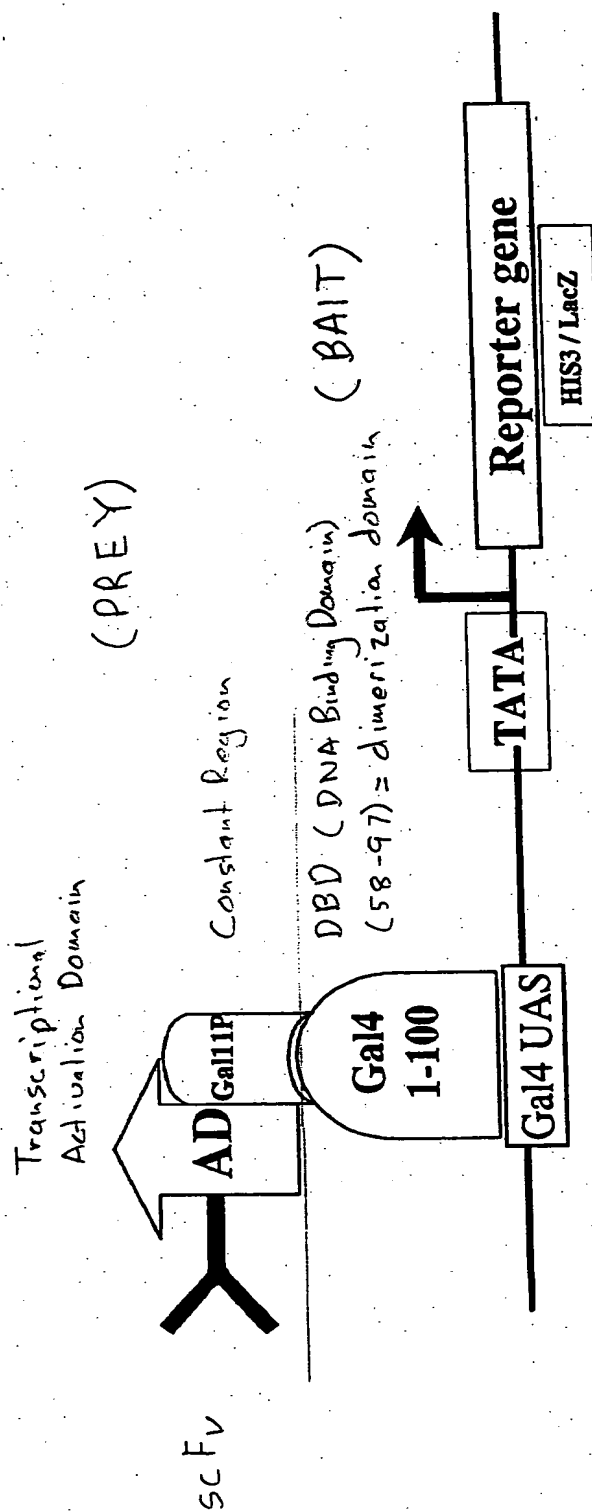 Transcriptional
Activation Domain
(PREY)
scFv
AD
Gal11P
Constant Region
Gal4
1-100
DBD (DNA Binding Domain)
(58-97) = dimerization domain
(BAIT)
Gal4 UAS
TATA
Reporter gene
HIS3 / LacZ